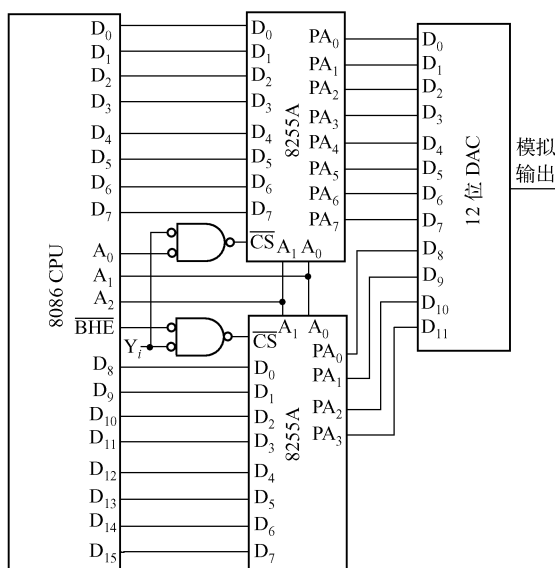 8086 CPU
D₀
D₁
D₂
D₃
D₄
D₅
D₆
D₇
A₀
A₁
A₂
B̅H̅E̅
Yᵢ
D₈
D₉
D₁₀
D₁₁
D₁₂
D₁₃
D₁₄
D₁₅
8255A
D₀
D₁
D₂
D₃
D₄
D₅
D₆
D₇
C̅S̅
A₁ A₀
PA₀
PA₁
PA₂
PA₃
PA₄
PA₅
PA₆
PA₇
8255A
A₁ A₀
C̅S̅
D₀
D₁
D₂
D₃
D₄
D₅
D₆
D₇
PA₀
PA₁
PA₂
PA₃
12 位 DAC
D₀
D₁
D₂
D₃
D₄
D₅
D₆
D₇
D₈
D₉
D₁₀
D₁₁
模拟
输出